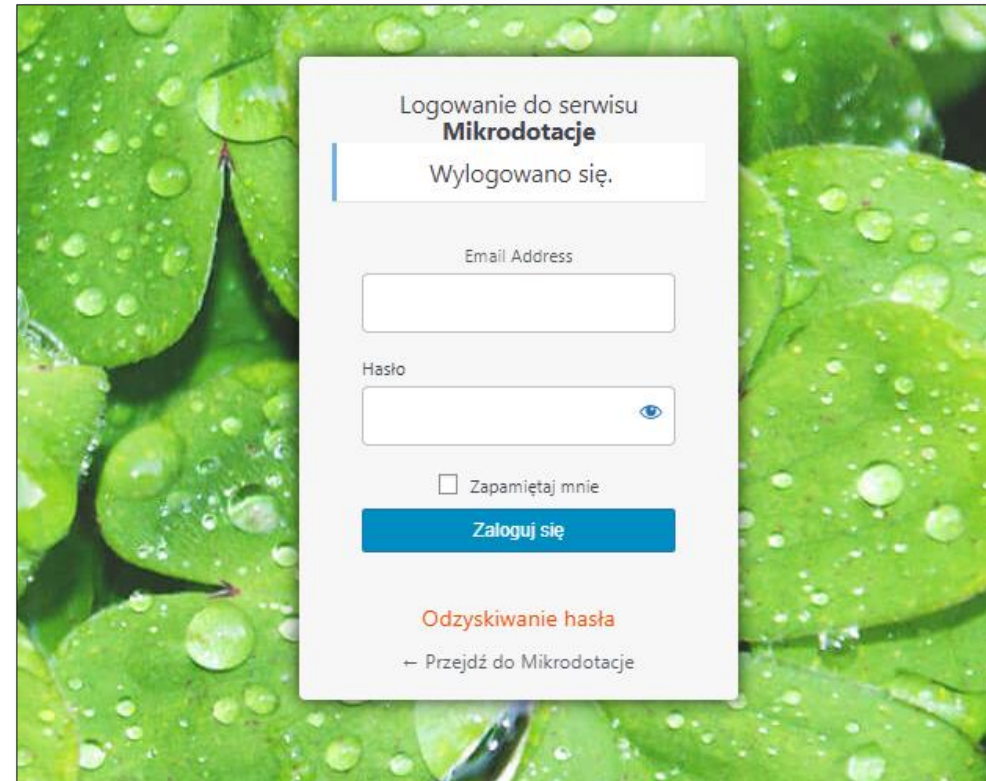 Logowanie do serwisu
Mikrodotacje
Wylogowano się.
Email Address
Hasło
Zapamiętaj mnie
Zaloguj się
Odzyskiwanie hasła
← Przejdź do Mikrodotacje